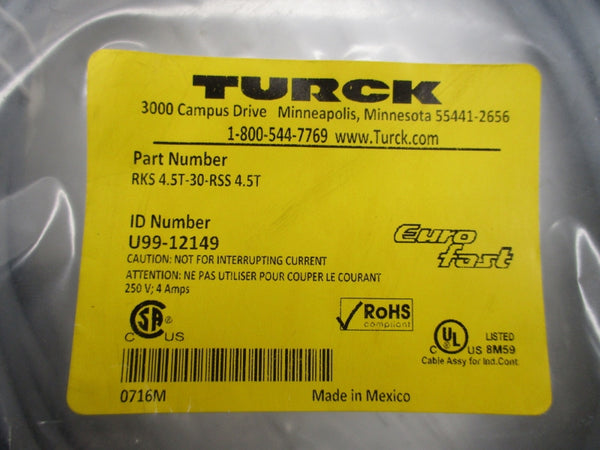 TURCK
3000 Campus Drive Minneapolis, Minnesota 55441-2656
1-800-544-7769 www.Turck.com
Part Number
RKS 4.5T-30-RSS 4.5T
ID Number
U99-12149
CAUTION: NOT FOR INTERRUPTING CURRENT
ATTENTION: NE PAS UTILISER POUR COUPER LE COURANT
250 V; 4 Amps
Euro
fast
CSA ®
C US
RoHS
compliant
UL LISTED
C US 8M59
Cable Assy for Ind.Cont.
0716M
Made in Mexico